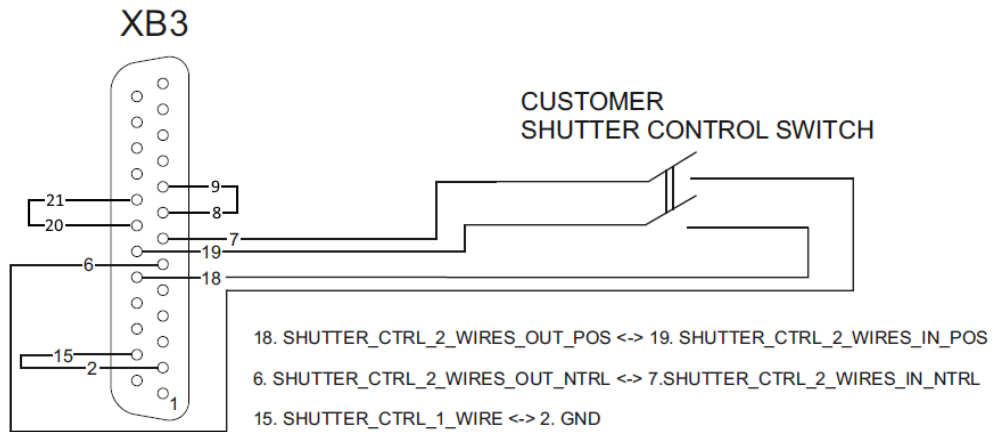 XB3
CUSTOMER
SHUTTER CONTROL SWITCH
9
21
8
20
7
19
6
18
18. SHUTTER_CTRL_2_WIRES_OUT_POS <-> 19. SHUTTER_CTRL_2_WIRES_IN_POS
15
2
6. SHUTTER_CTRL_2_WIRES_OUT_NTRL <-> 7.SHUTTER_CTRL_2_WIRES_IN_NTRL
1
15. SHUTTER_CTRL_1_WIRE <-> 2. GND